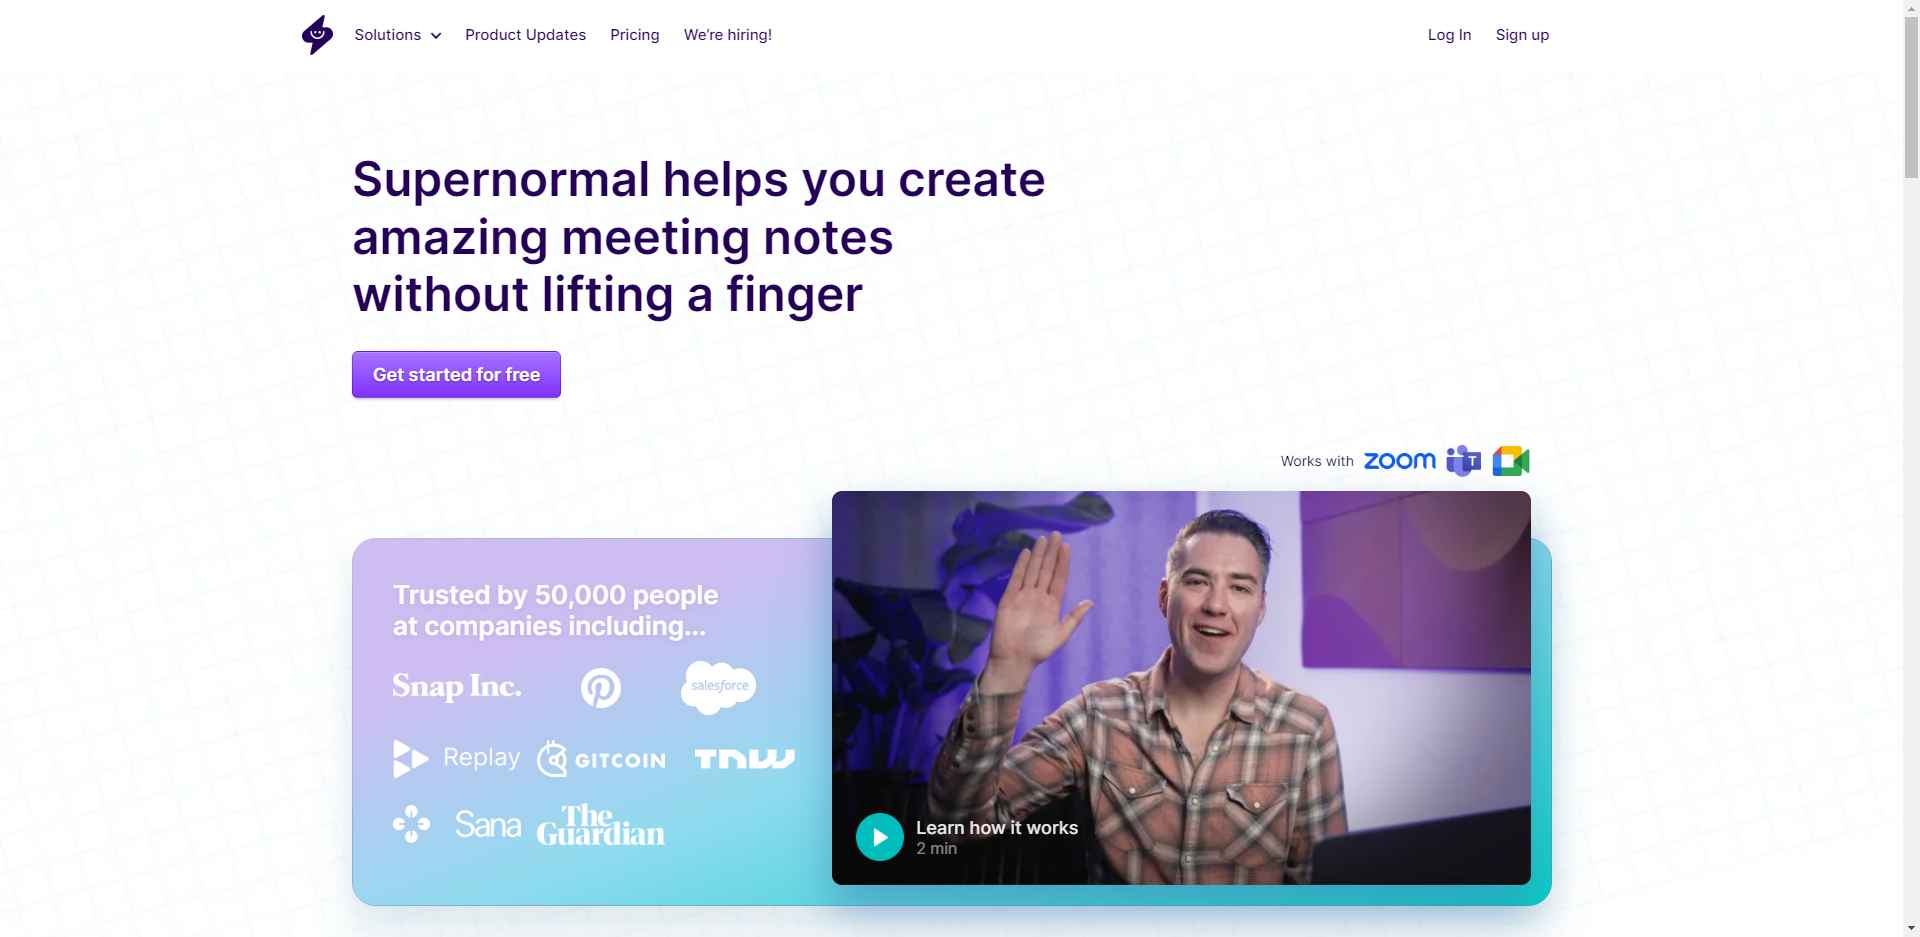 Solutions
Product Updates
Pricing
We're hiring!
Log In
Sign up
Supernormal helps you create
amazing meeting notes
without lifting a finger
Get started for free
Works with zoom
T
Trusted by 50,000 people
at companies including...
Snap Inc.
salesforce
Replay
GITCOIN
TNW
Sana
The
Guardian
Learn how it works
2 min